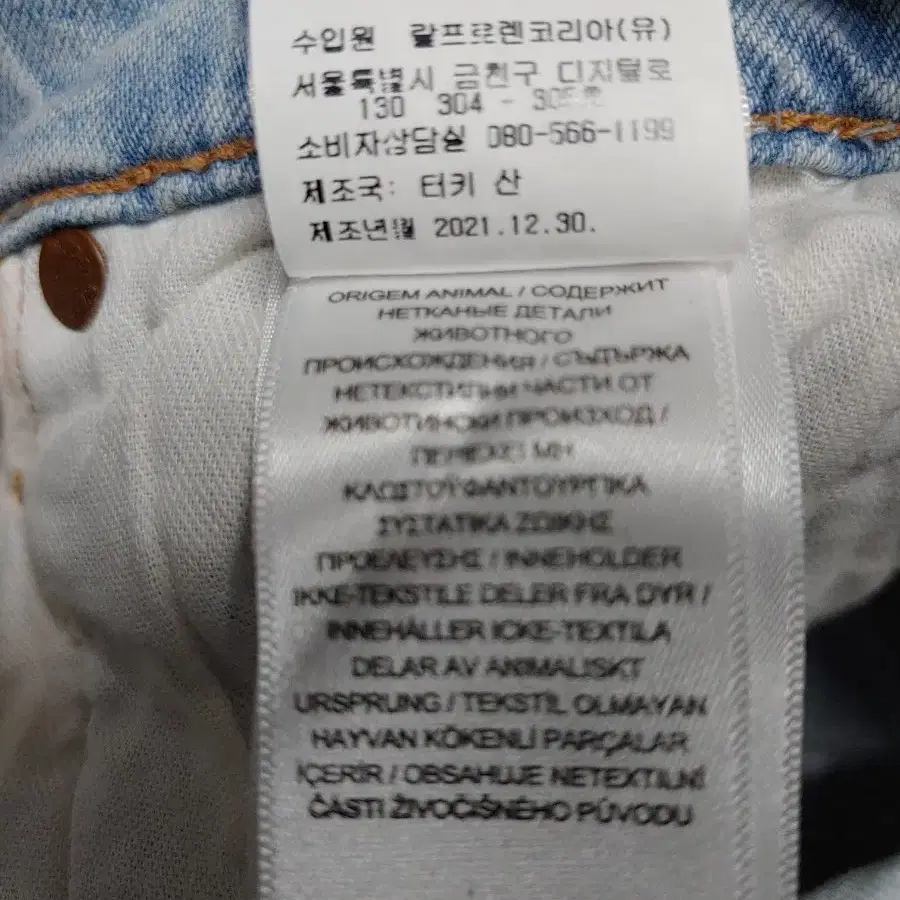 수입원 랄프로렌코리아(유)
서울특별시 금천구 디지털로
130 304 -
소비자상담실 080-566-1199
제조국: 터키 산
제조년월 2021.12.30.
ORIGEM ANIMAL / СОДЕРЖИТ
НЕТКАНЫЕ ДЕТАЛИ
ЖИВОТНОГО
ПРОИСХОЖДЕНИЯ / СЪДЪРЖА
НЕТЕКСТИЛНИ ЧАСТИ ОТ
ЖИВОТИНСКИ ПРОИЗХОД /
ΠΕΡΙΕΧΕΙ ΜΗ
ΚΛΩΣΤΟΫΦΑΝΤΟΥΡΓΙΚΑ
ΣΥΣΤΑΤΙΚΑ ΖΩΙΚΗΣ
ΠΡΟΕΛΕΥΣΗΣ / INNEHOLDER
IKKE-TEKSTILE DELER FRA DYR /
INNEHÅLLER ICKE-TEXTILA
DELAR AV ANIMALISKT
URSPRUNG / TEKSTİL OLMAYAN
HAYVAN KÖKENLİ PARÇALAR
İÇERİR / OBSAHUJE NETEXTILNÍ
ČÁSTI ŽIVOČIŠNÉHO PŮVODU